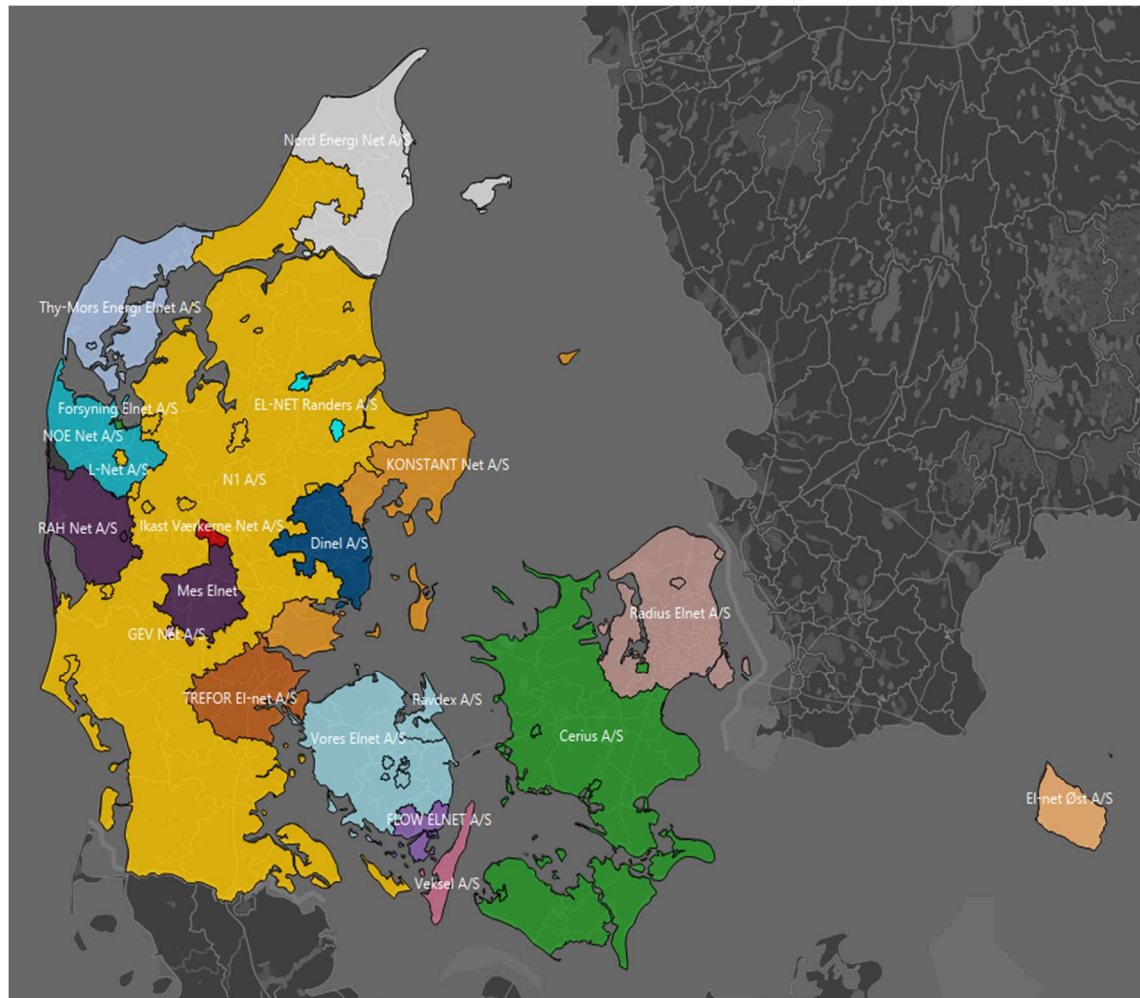 Nord Energi Net A/S
Thy-Mors Energi Elnet A/S
Forsyning Elnet A/S
EL-NET Randers A/S
NOE Net A/S
L-Net A/S
KONSTANT Net A/S
N1 A/S
RAH Net A/S
Ikast Værkerne Net A/S
Dinel A/S
Mes Elnet
GEV Net A/S
Radius Elnet A/S
TREFOR El-net A/S
Ravdex A/S
Vores Elnet A/S
Cerius A/S
El-net Øst A/S
FLOW ELNET A/S
Veksel A/S